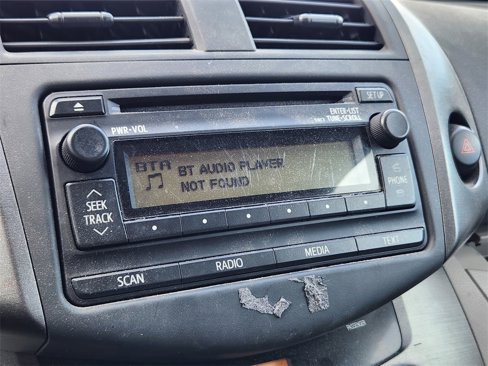 SET UP
PWR-VOL
ENTER-LIST
TUNE-SCROLL
BTA
BT AUDIO PLAYER
NOT FOUND
SEEK
TRACK
PHONE
SCAN
RADIO
MEDIA
TEXT
PASSENGER